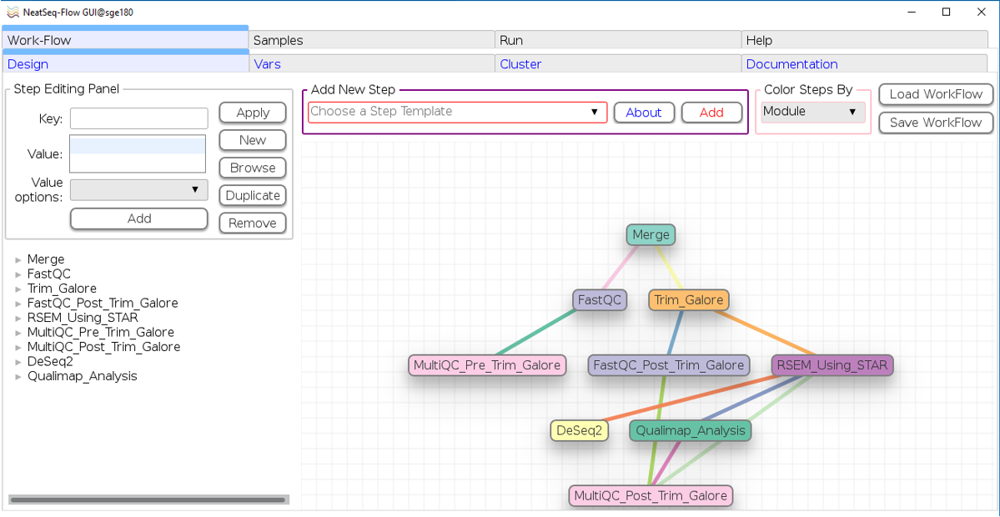 NeatSeq-Flow GUI@sge180
Work-Flow Samples Run Help
Design Vars Cluster Documentation
Step Editing Panel
Key:
Value:
Value
options:
Add
Apply
New
Browse
Duplicate
Remove
Add New Step
Choose a Step Template
About
Add
Color Steps By
Module
Load WorkFlow
Save WorkFlow
Merge
FastQC
Trim_Galore
FastQC_Post_Trim_Galore
RSEM_Using_STAR
MultiQC_Pre_Trim_Galore
MultiQC_Post_Trim_Galore
DeSeq2
Qualimap_Analysis
Merge
FastQC Trim_Galore
MultiQC_Pre_Trim_Galore FastQC_Post_Trim_Galore RSEM_Using_STAR
DeSeq2 Qualimap_Analysis
MultiQC_Post_Trim_Galore